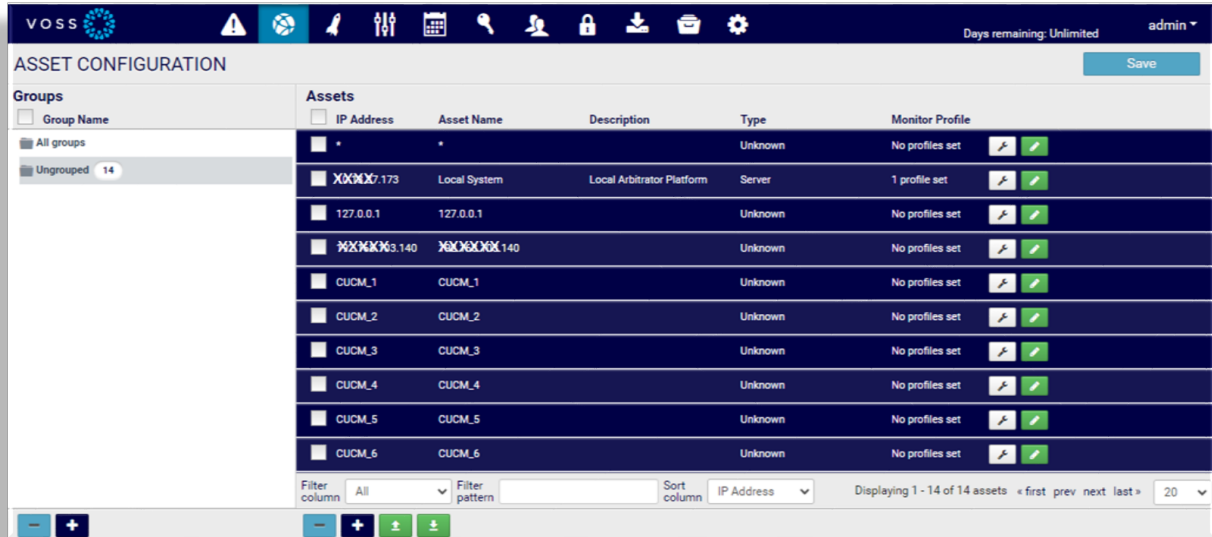 VOSS
Days remaining: Unlimited
admin
ASSET CONFIGURATION
Save
Groups
Group Name
All groups
Ungrouped 14
Assets
IP Address Asset Name Description Type Monitor Profile
* * Unknown No profiles set
XXXX7.173 Local System Local Arbitrator Platform Server 1 profile set
127.0.0.1 127.0.0.1 Unknown No profiles set
XXXXX3.140 XXXXXX.140 Unknown No profiles set
CUCM_1 CUCM_1 Unknown No profiles set
CUCM_2 CUCM_2 Unknown No profiles set
CUCM_3 CUCM_3 Unknown No profiles set
CUCM_4 CUCM_4 Unknown No profiles set
CUCM_5 CUCM_5 Unknown No profiles set
CUCM_6 CUCM_6 Unknown No profiles set
Filter column All Filter pattern Sort column IP Address Displaying 1 - 14 of 14 assets « first prev next last » 20